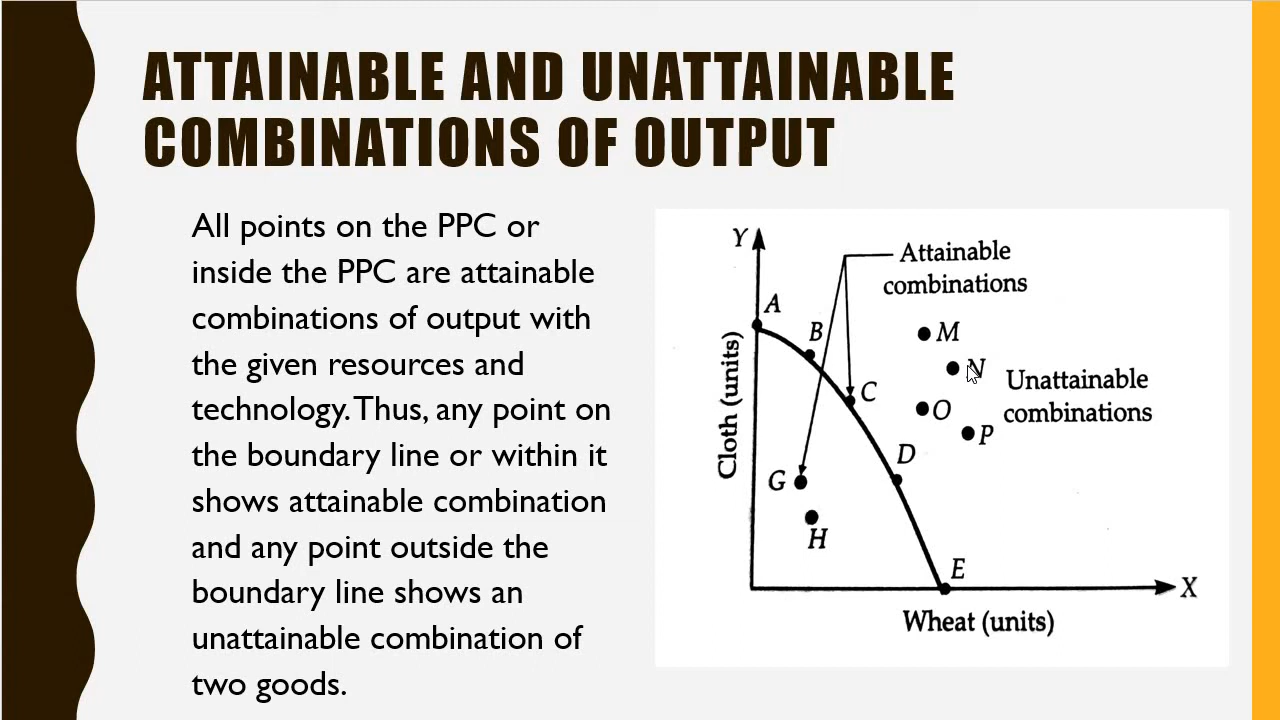 ATTAINABLE AND UNATTAINABLE
COMBINATIONS OF OUTPUT
All points on the PPC or
inside the PPC are attainable
combinations of output with
the given resources and
technology. Thus, any point on
the boundary line or within it
shows attainable combination
and any point outside the
boundary line shows an
unattainable combination of
two goods.
Y
Attainable
combinations
A
B
M
N
Unattainable
combinations
C
O
P
D
G
H
E
X
Cloth (units)
Wheat (units)